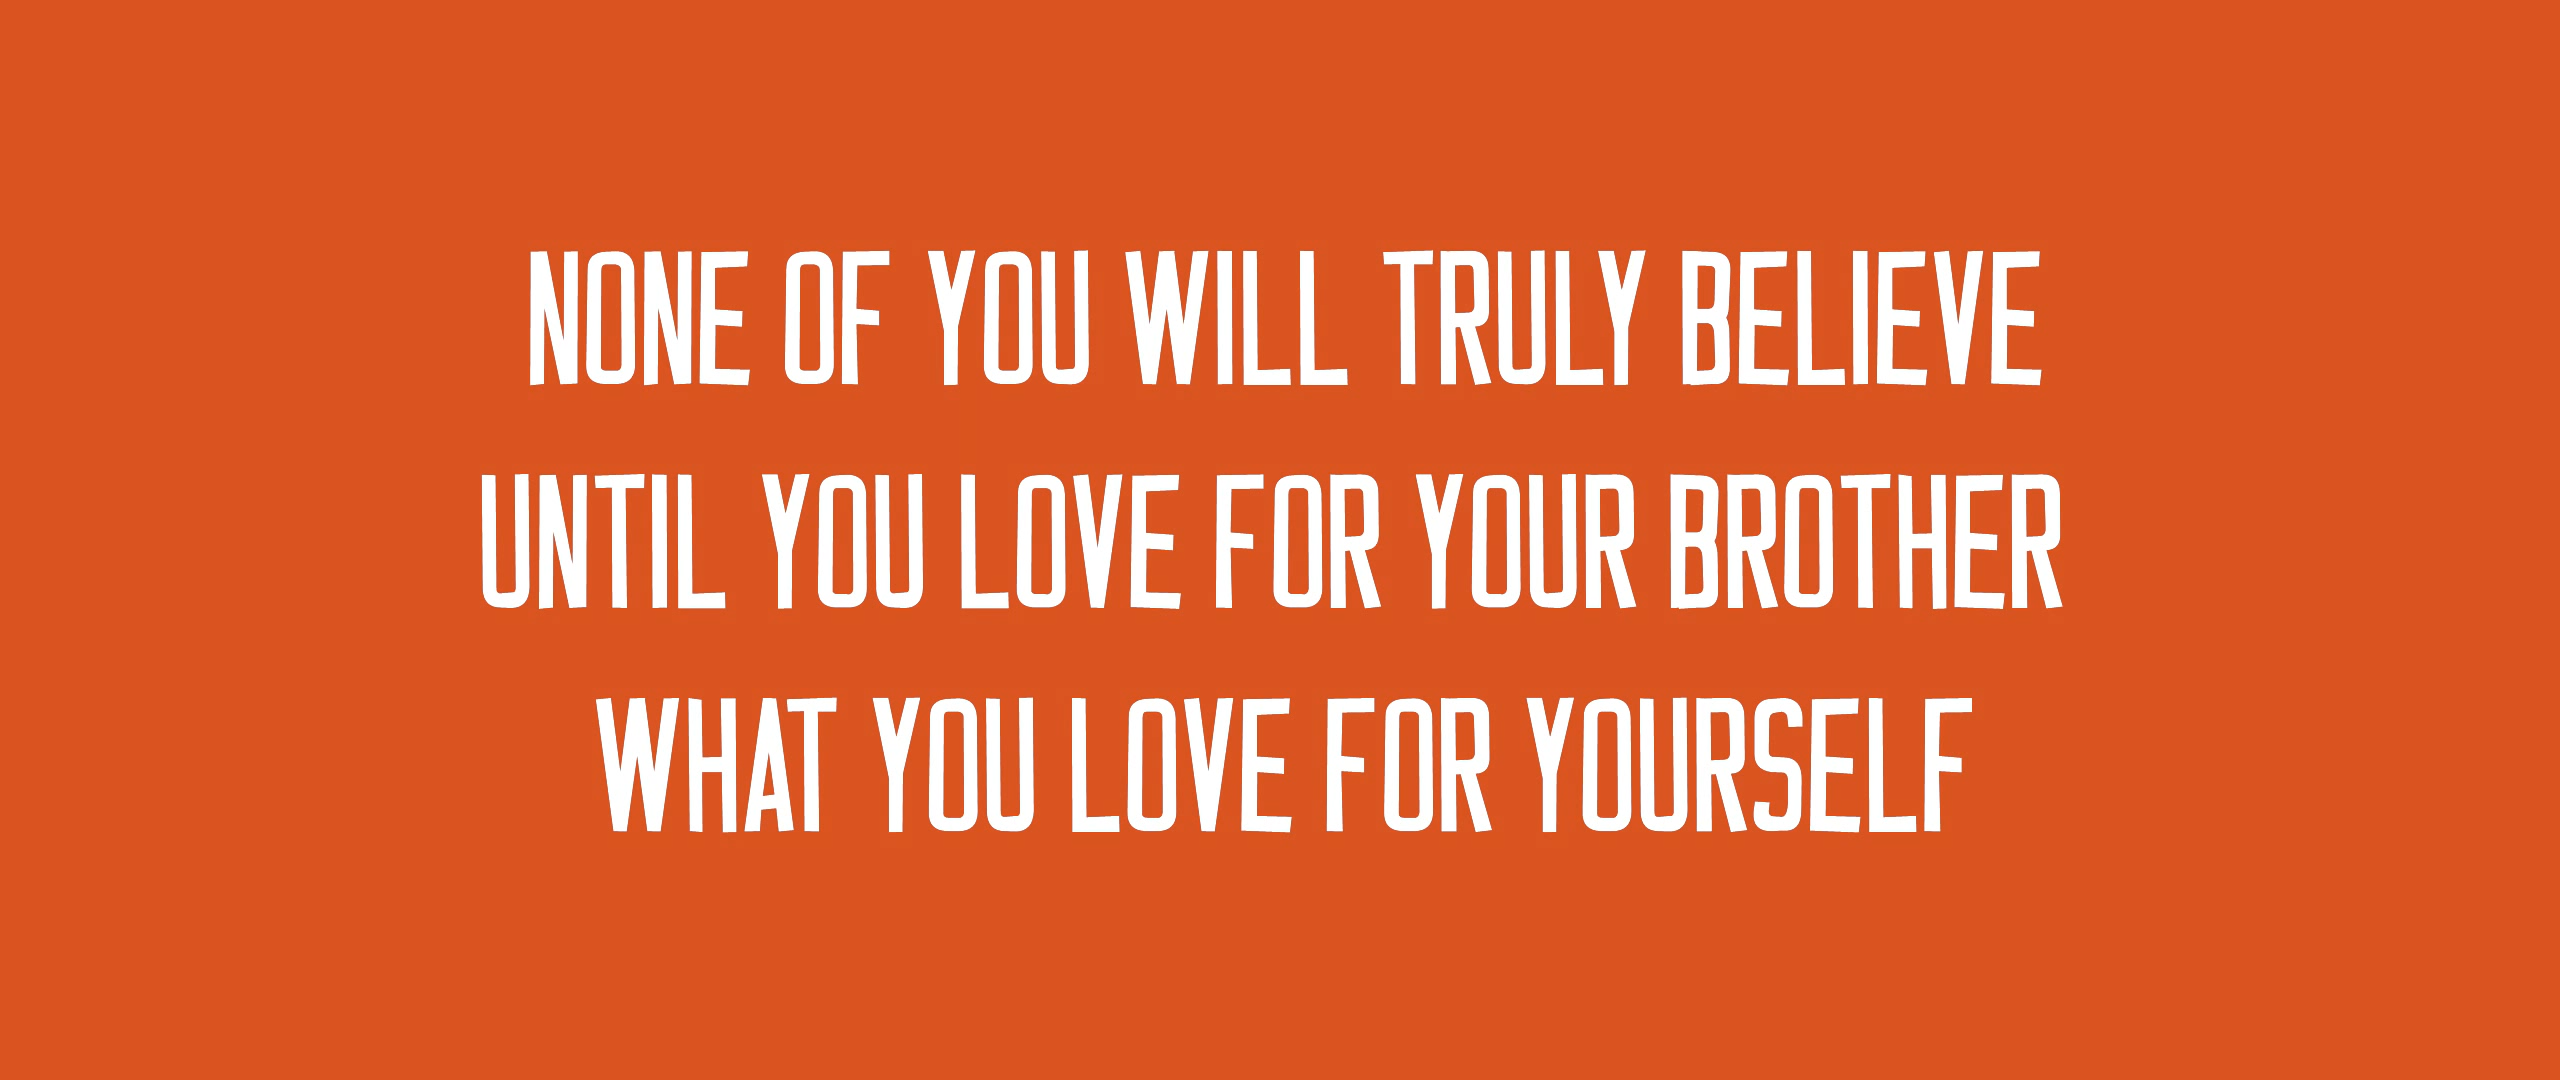 NONE OF YOU WILL TRULY BELIEVE
UNTIL YOU LOVE FOR YOUR BROTHER
WHAT YOU LOVE FOR YOURSELF